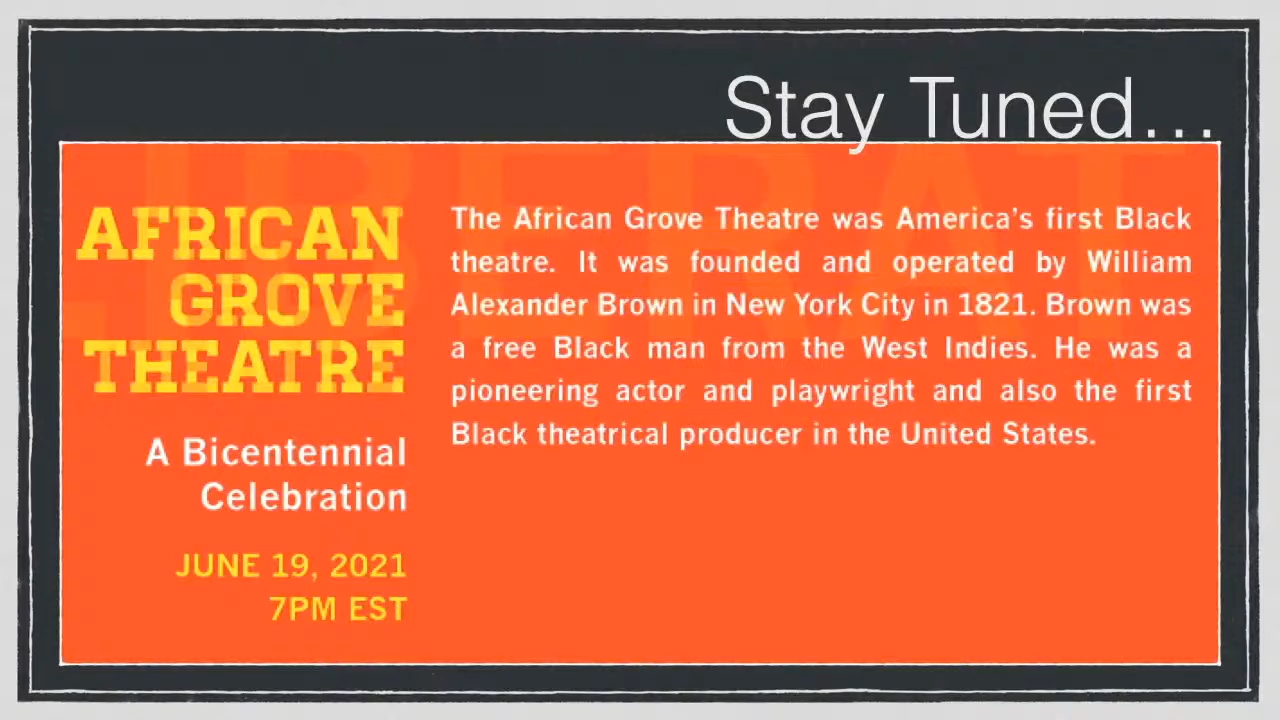 Stay Tuned...
AFRICAN
GROVE
THEATRE
A Bicentennial
Celebration
JUNE 19, 2021
7PM EST
The African Grove Theatre was America's first Black
theatre. It was founded and operated by William
Alexander Brown in New York City in 1821. Brown was
a free Black man from the West Indies. He was a
pioneering actor and playwright and also the first
Black theatrical producer in the United States.